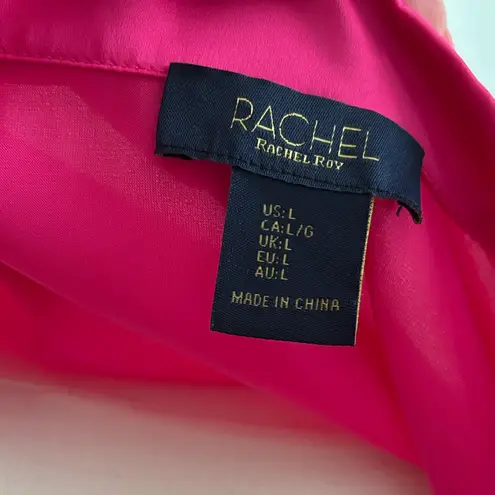 RACHEL
RACHEL ROY
US: L
CA: L/G
UK: L
EU: L
AU: L
MADE IN CHINA